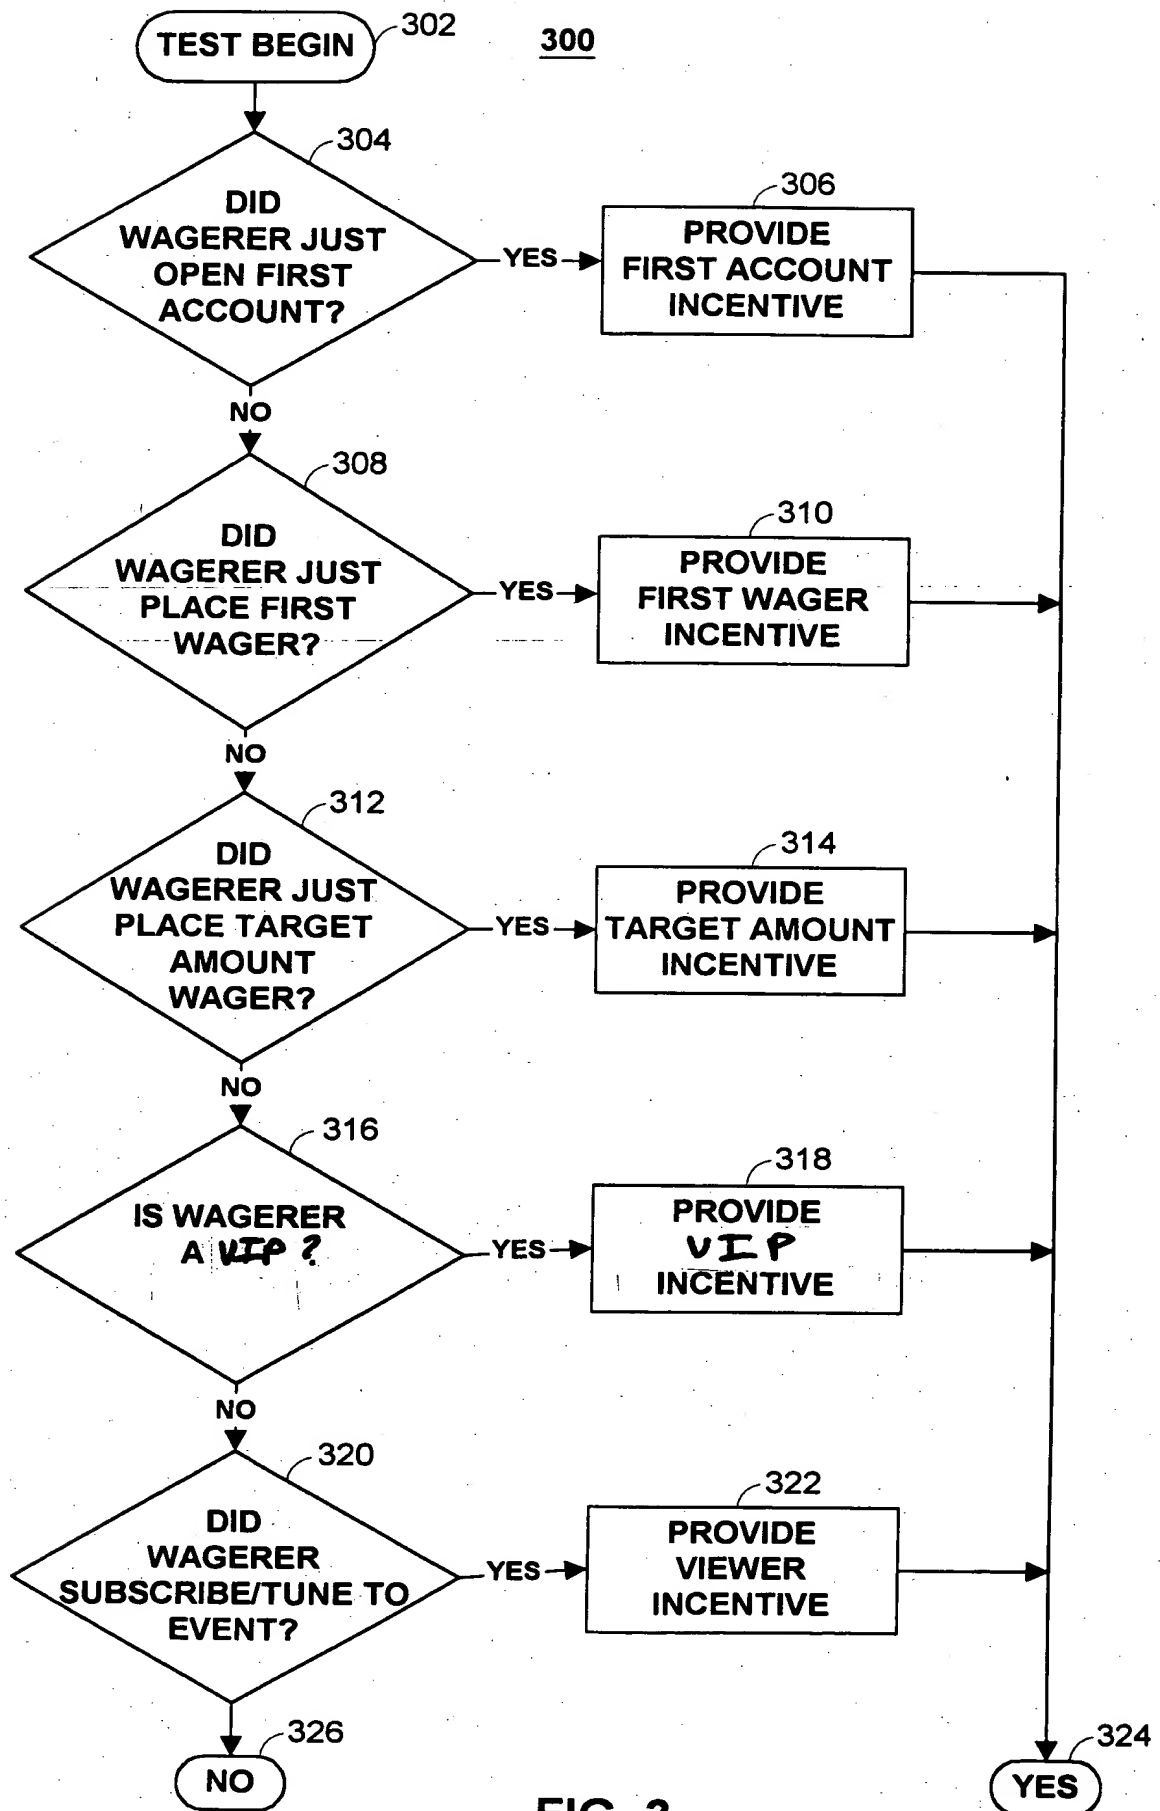 TEST BEGIN
302
300
304
DID
WAGERER JUST
OPEN FIRST
ACCOUNT?
YES
306
PROVIDE
FIRST ACCOUNT
INCENTIVE
NO
308
DID
WAGERER JUST
PLACE FIRST
WAGER?
YES
310
PROVIDE
FIRST WAGER
INCENTIVE
NO
312
DID
WAGERER JUST
PLACE TARGET
AMOUNT
WAGER?
YES
314
PROVIDE
TARGET AMOUNT
INCENTIVE
NO
316
IS WAGERER
A VIP?
YES
318
PROVIDE
VIP
INCENTIVE
NO
320
DID
WAGERER
SUBSCRIBE/TUNE TO
EVENT?
YES
322
PROVIDE
VIEWER
INCENTIVE
326
NO
324
YES